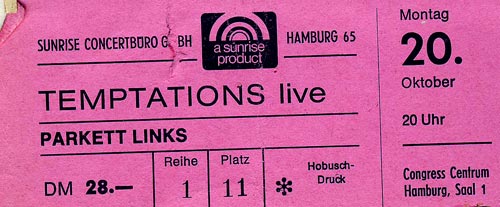 SUNRISE CONCERTBÜRO GMBH
a sunrise
product
HAMBURG 65
TEMPTATIONS live
PARKETT LINKS
DM 28.—
Reihe
1
Platz
11
*
Hobusch-
Druck
Montag
20.
Oktober
20 Uhr
Congress Centrum
Hamburg, Saal 1